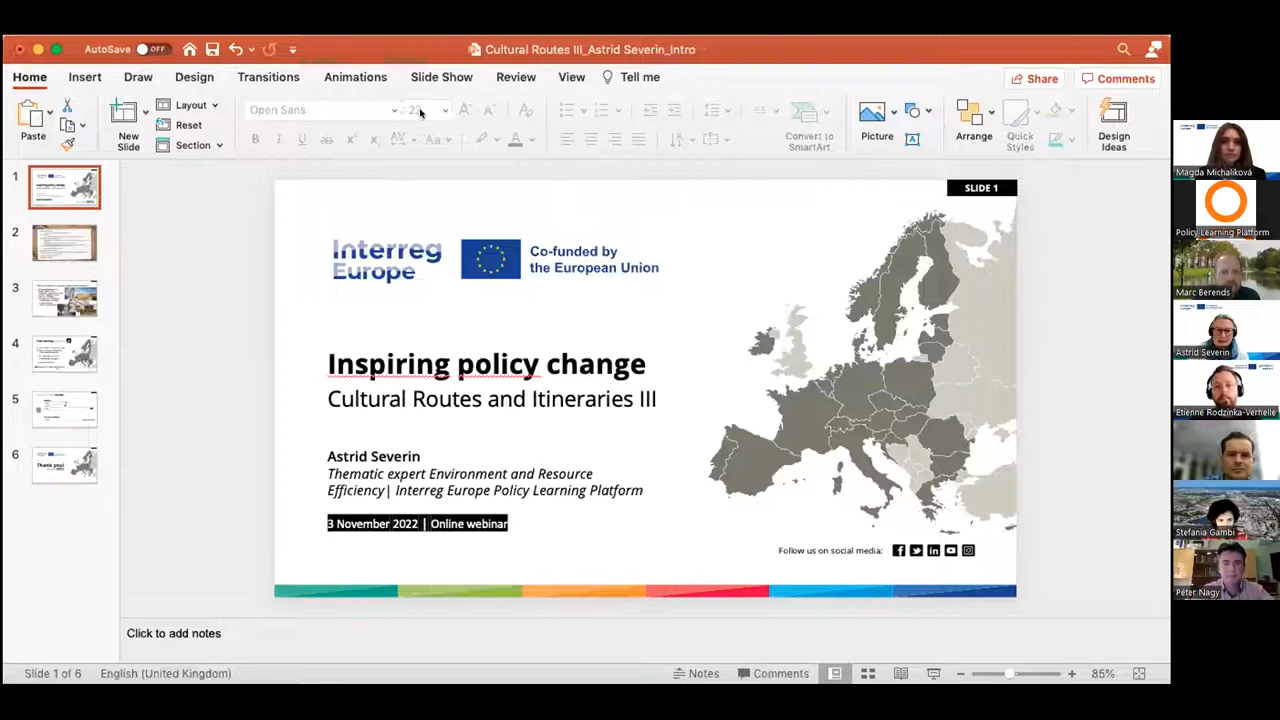 AutoSave OFF
Cultural Routes III_Astrid Severin_Intro
Home Insert Draw Design Transitions Animations Slide Show Review View Tell me
Share Comments
Paste
New Slide
Layout
Reset
Section
Open Sans
Convert to SmartArt
Picture
Arrange
Quick Styles
Design Ideas
1
2
3
4
5
6
Thank you!
SLIDE 1
Interreg Europe
Co-funded by
the European Union
Inspiring policy change
Cultural Routes and Itineraries III
Astrid Severin
Thematic expert Environment and Resource
Efficiency| Interreg Europe Policy Learning Platform
3 November 2022 | Online webinar
Follow us on social media:
Click to add notes
Slide 1 of 6 English (United Kingdom)
Notes Comments 85%
Magda Michaliková
Policy Learning Platform
Marc Berends
Astrid Severin
Etienne Rodzinka-Verhelle
Stefania Gambi
Péter Nagy